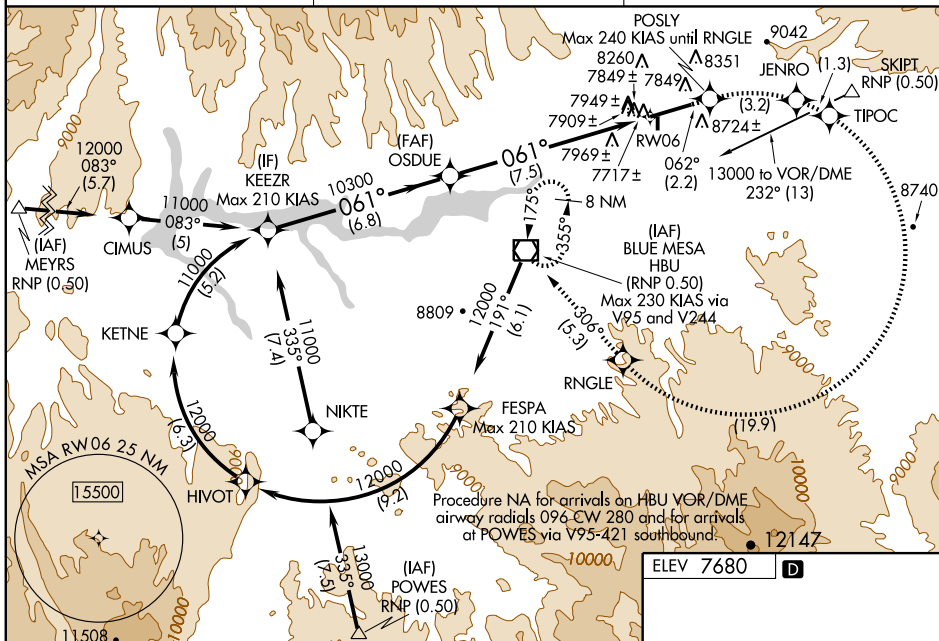 POSLY
Max 240 KIAS until RNGLE
9042
8260
8351
7849±
7849
JENRO
(1.3)
SKIPT
RNP (0.50)
7949±
7909±
(3.2)
TIPOC
RW06
8724±
7969±
7717±
062°
(2.2)
13000 to VOR/DME
232° (13)
9000
12000
083°
(5.7)
(IF)
KEEZR
Max 210 KIAS
(FAF)
OSDUE
10300
061°
(6.8)
061°
(7.5)
11000
083°
(5)
CIMUS
(IAF)
MEYRS
RNP (0.50)
175°
355°
8 NM
8740
(IAF)
BLUE MESA
HBU
(RNP 0.50)
Max 230 KIAS via
V95 and V244
11000
(5.2)
KETNE
11000
335°
(7.4)
8809
12000
191°
(6.1)
306°
(5.3)
RNGLE
9000
NIKTE
FESPA
Max 210 KIAS
(19.9)
12000
(6.3)
9000
HIVOT
12000
(9.2)
9000
10000
MSA RW06 25 NM
15500
Procedure NA for arrivals on HBU VOR/DME
airway radials 096 CW 280 and for arrivals
at POWES via V95-421 southbound.
12147
10000
13000
335°
(7.5)
(IAF)
POWES
RNP (0.50)
ELEV 7680
D
10000
11508